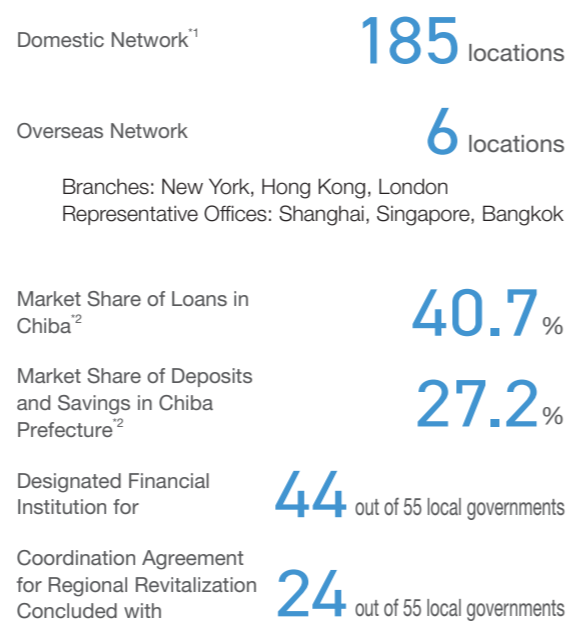 Domestic Network*1 185 locations
Overseas Network 6 locations
Branches: New York, Hong Kong, London
Representative Offices: Shanghai, Singapore, Bangkok
Market Share of Loans in
Chiba*2 40.7 %
Market Share of Deposits
and Savings in Chiba 27.2%
Prefecture*2
Designated Financial
Institution for 44 out of 55 local governments
Coordination Agreement
for Regional Revitalization
Concluded with 24 out of 55 local governments